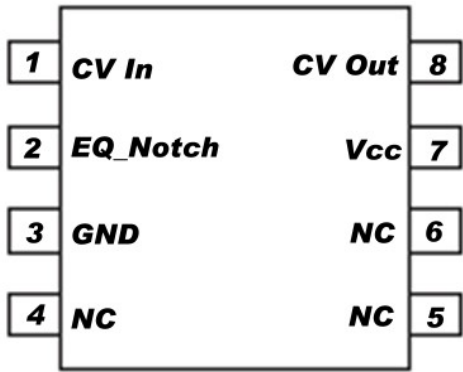 1 CV In CV Out 8
2 EQ_Notch Vcc 7
3 GND NC 6
4 NC NC 5